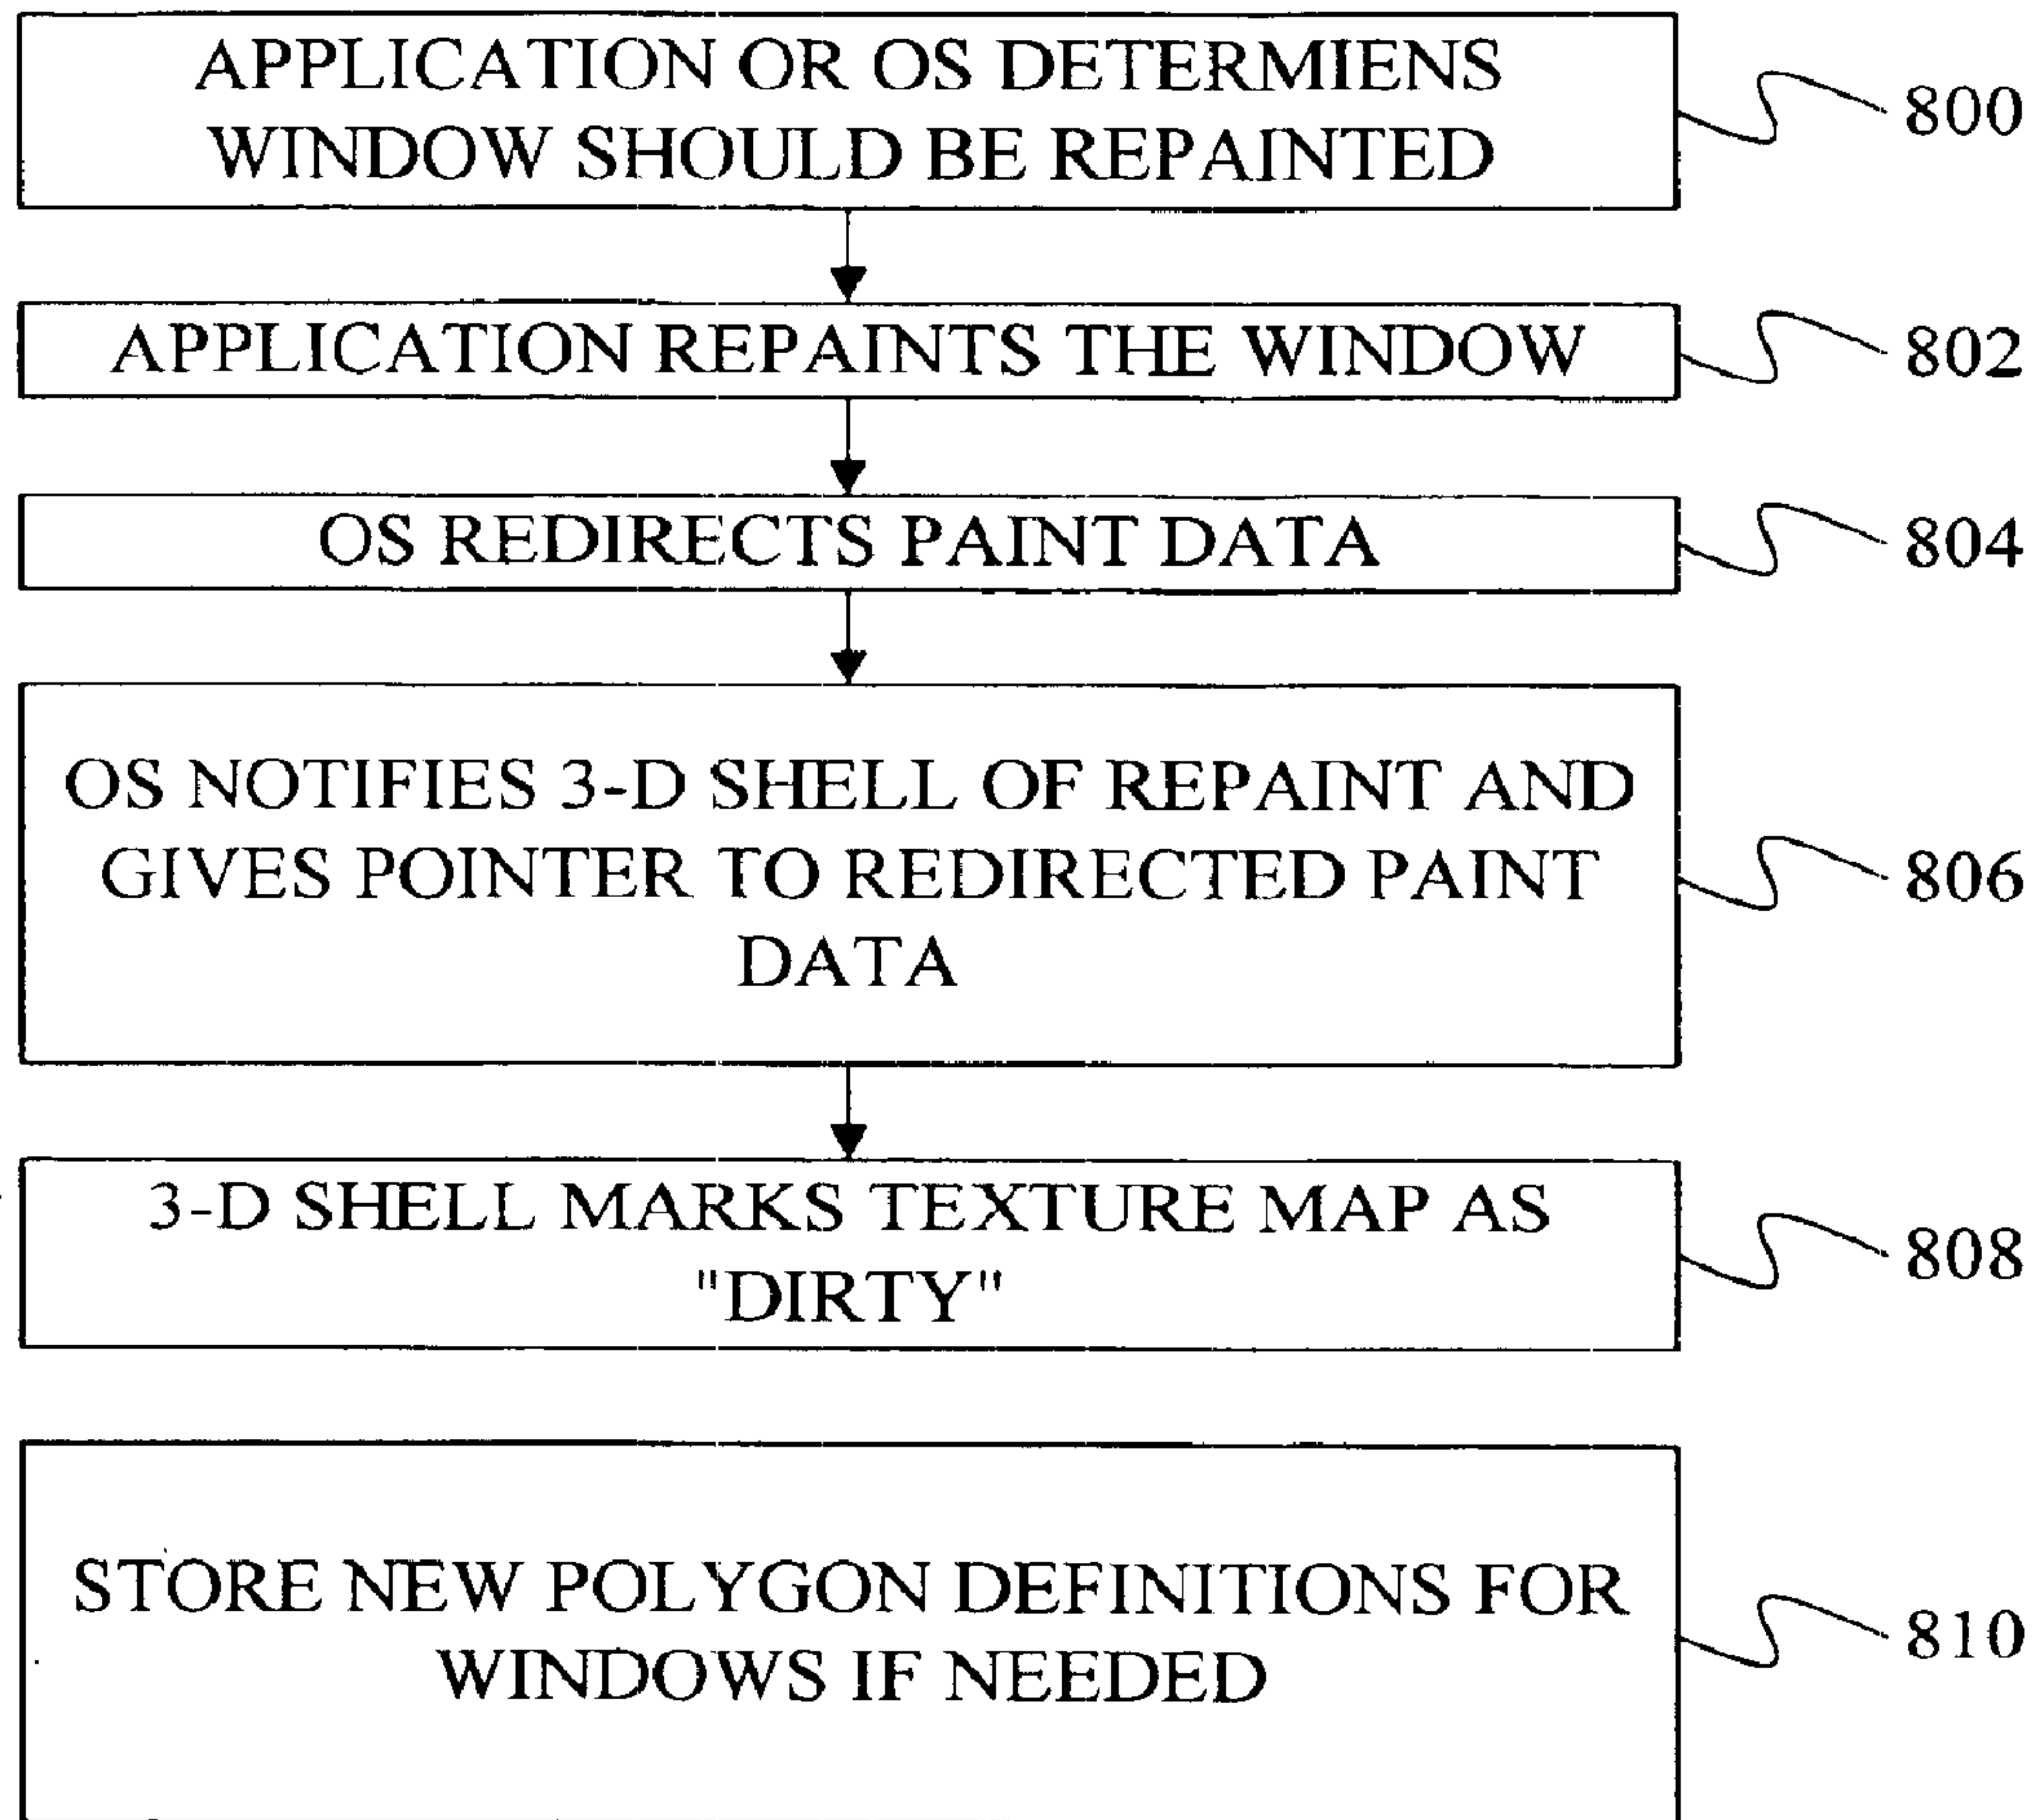 APPLICATION OR OS DETERMIENS
WINDOW SHOULD BE REPAINTED
800
APPLICATION REPAINTS THE WINDOW
802
OS REDIRECTS PAINT DATA
804
OS NOTIFIES 3-D SHELL OF REPAINT AND
GIVES POINTER TO REDIRECTED PAINT
DATA
806
3-D SHELL MARKS TEXTURE MAP AS
"DIRTY"
808
STORE NEW POLYGON DEFINITIONS FOR
WINDOWS IF NEEDED
810